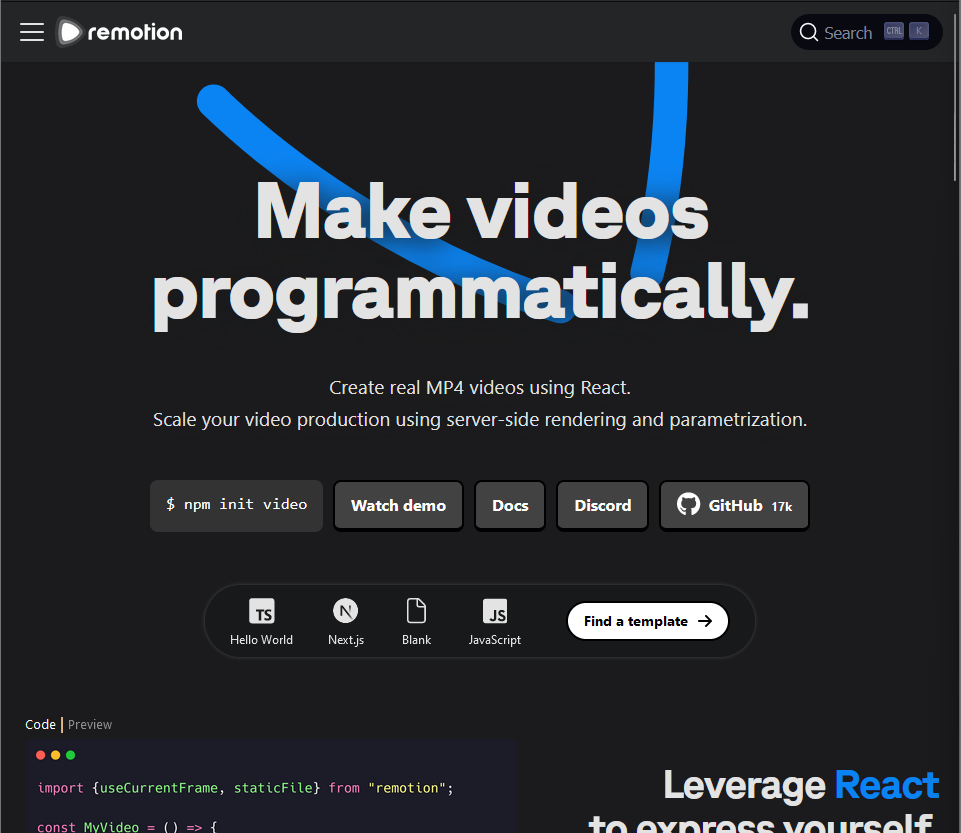 remotion
Search CTRL K
Make videos
programmatically.
Create real MP4 videos using React.
Scale your video production using server-side rendering and parametrization.
$ npm init video
Watch demo
Docs
Discord
GitHub 17k
TS
N
JS
Hello World
Next.js
Blank
JavaScript
Find a template →
Code | Preview
import {useCurrentFrame, staticFile} from "remotion";
const MyVideo = () => {
Leverage React
to express yourself.